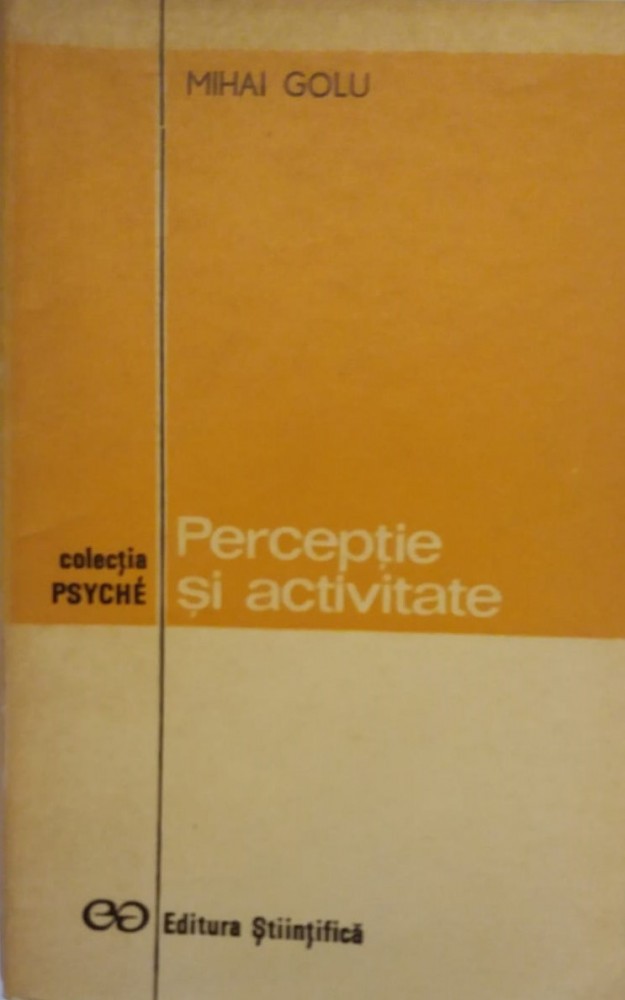 MIHAI GOLU
Percepție
și activitate
colecția
PSYCHÉ
Editura Științifică